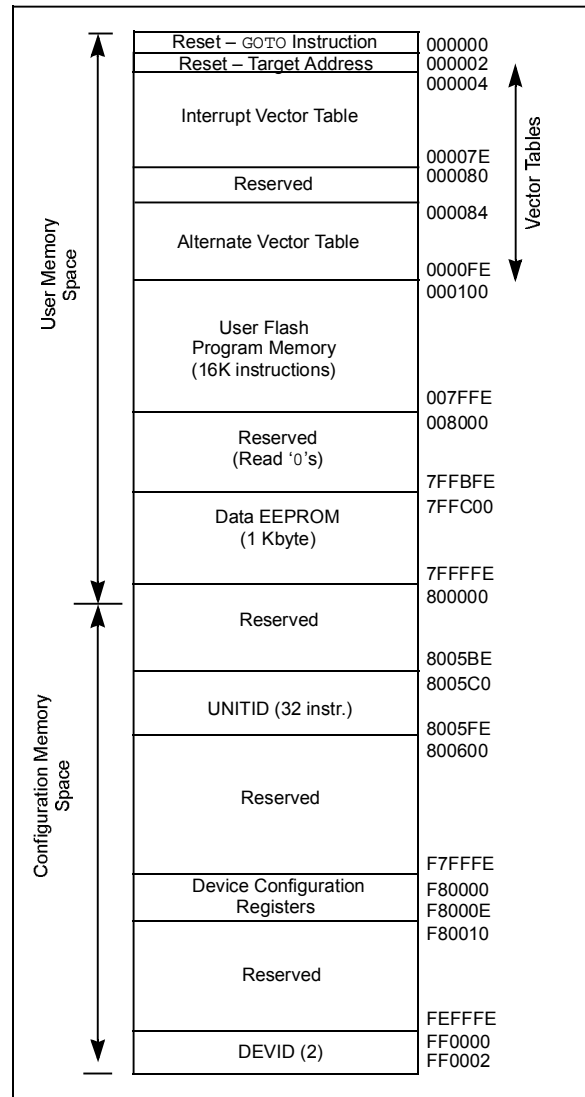 Reset – GOTO Instruction
000000
Reset – Target Address
000002
000004
Interrupt Vector Table
00007E
000080
Reserved
000084
Alternate Vector Table
0000FE
000100
Vector Tables
User Memory
Space
User Flash
Program Memory
(16K instructions)
007FFE
008000
Reserved
(Read ‘0’s)
7FFBFE
7FFC00
Data EEPROM
(1 Kbyte)
7FFFFE
800000
Reserved
8005BE
8005C0
UNITID (32 instr.)
8005FE
800600
Configuration Memory
Space
Reserved
F7FFFE
Device Configuration
Registers
F80000
F8000E
F80010
Reserved
FEFFFE
FF0000
DEVID (2)
FF0002